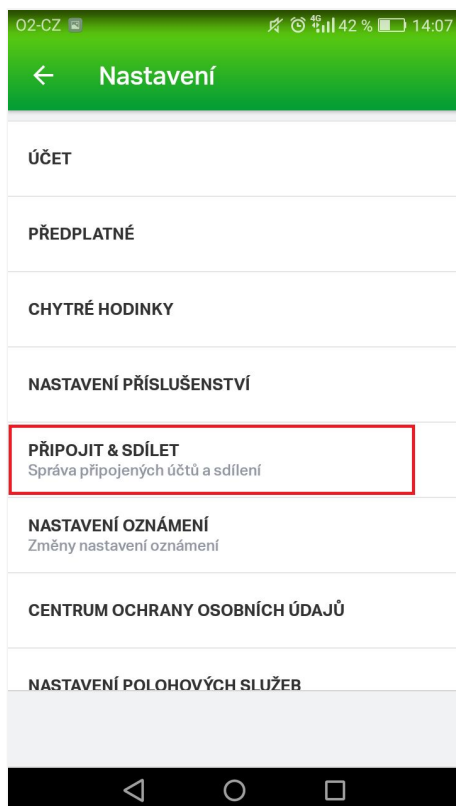 O2-CZ 4G 42 % 14:07
Nastavení
ÚČET
PŘEDPLATNÉ
CHYTRÉ HODINKY
NASTAVENÍ PŘÍSLUŠENSTVÍ
PŘIPOJIT & SDÍLET
Správa připojených účtů a sdílení
NASTAVENÍ OZNÁMENÍ
Změny nastavení oznámení
CENTRUM OCHRANY OSOBNÍCH ÚDAJŮ
NASTAVENÍ POLOHOVÝCH SLUŽEB